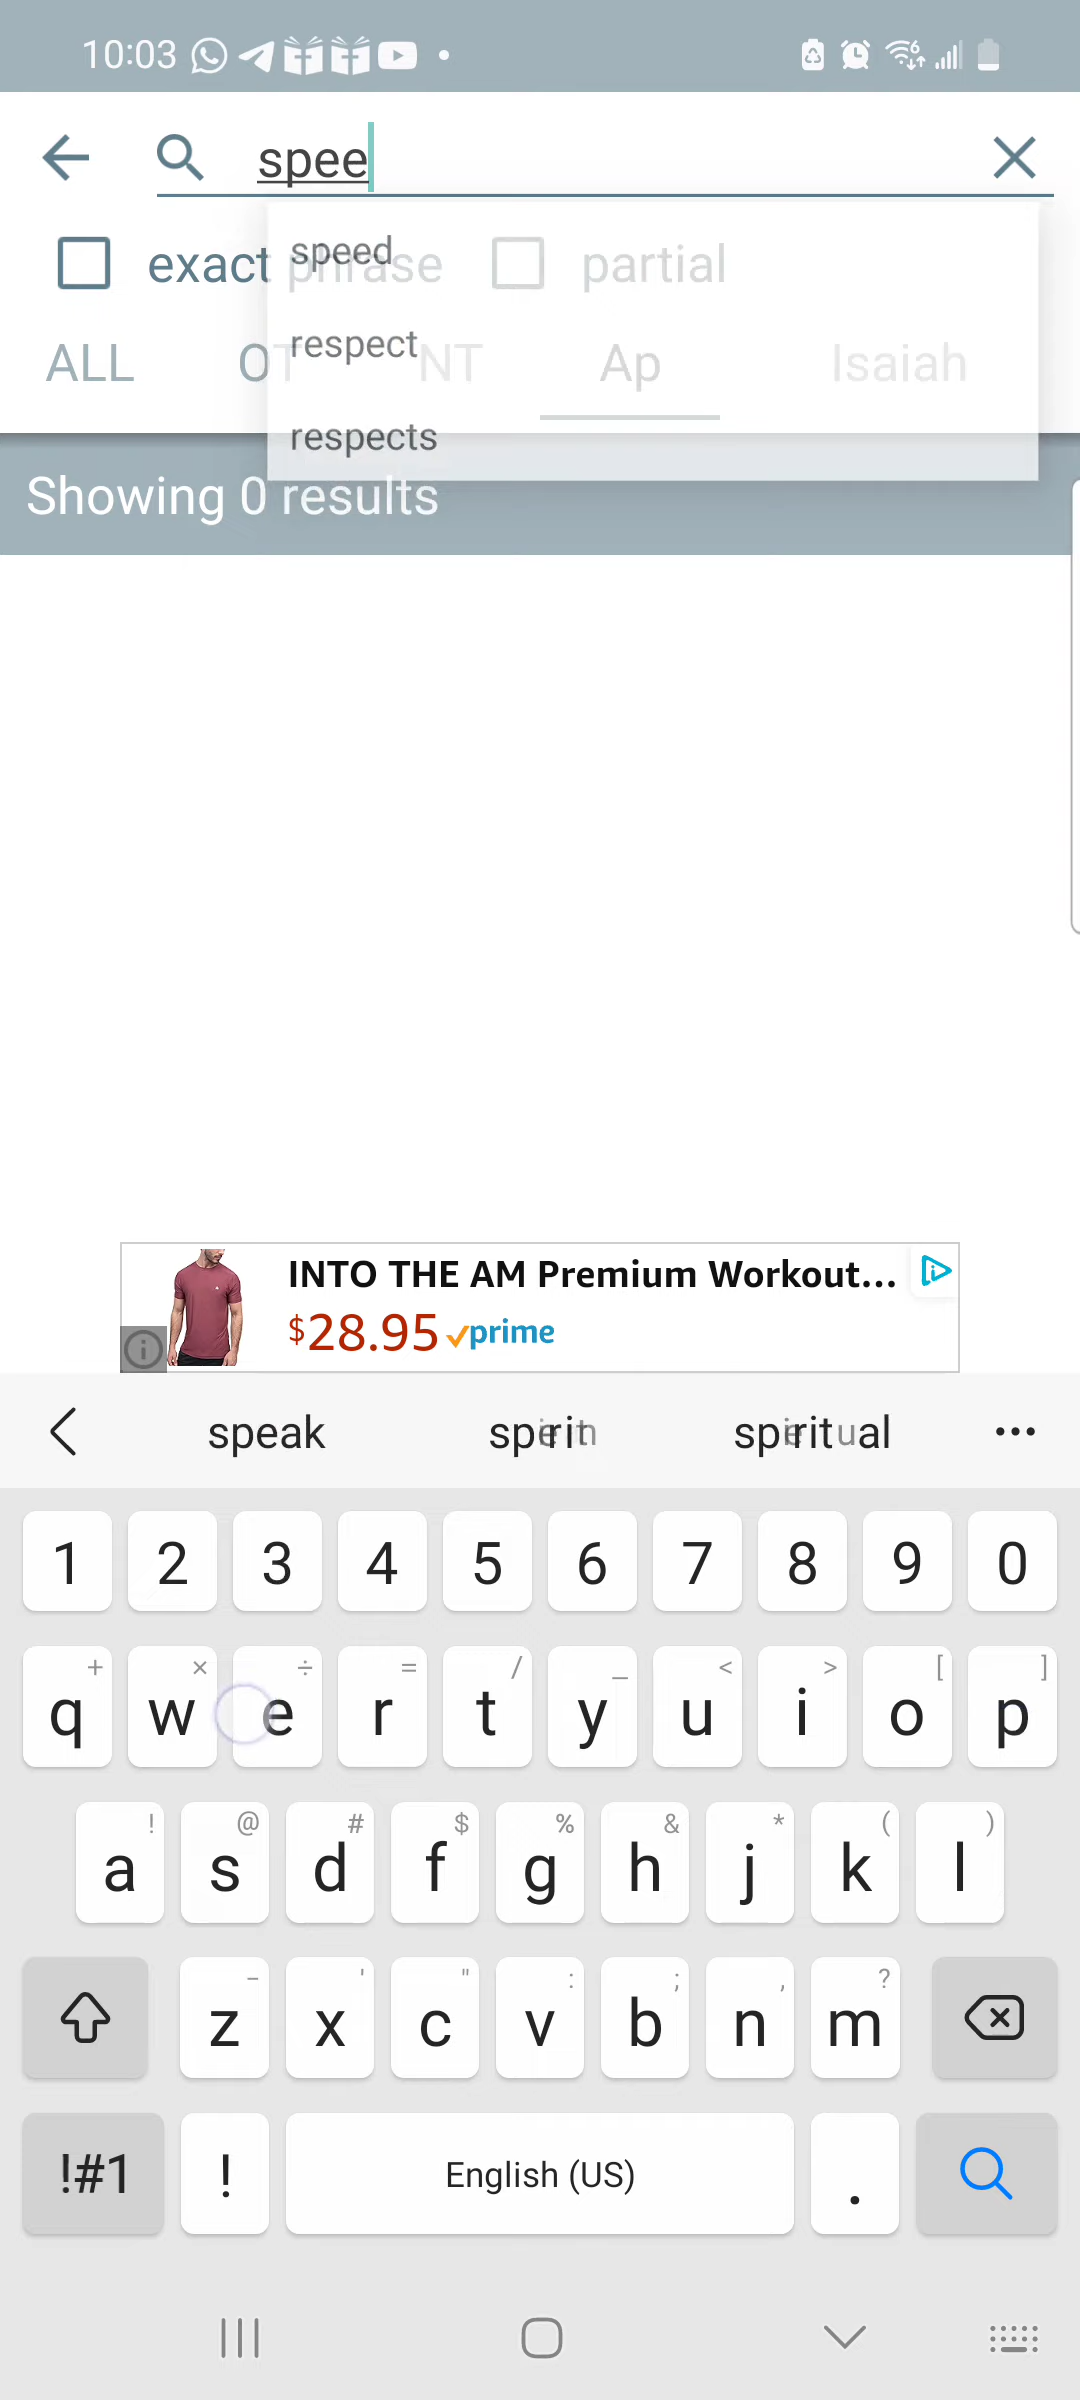 10:03
spee
exact phrase partial
speed
ALL OT NT Ap Isaiah
respect
respects
Showing 0 results
INTO THE AM Premium Workout...
$28.95 prime
speak spirit spiritual
1 2 3 4 5 6 7 8 9 0
+ × ÷ = / _ < > [ ]
q w e r t y u i o p
! @ # $ % & * ( )
a s d f g h j k l
- ' " : ; , ?
z x c v b n m
!#1 ! English (US) .